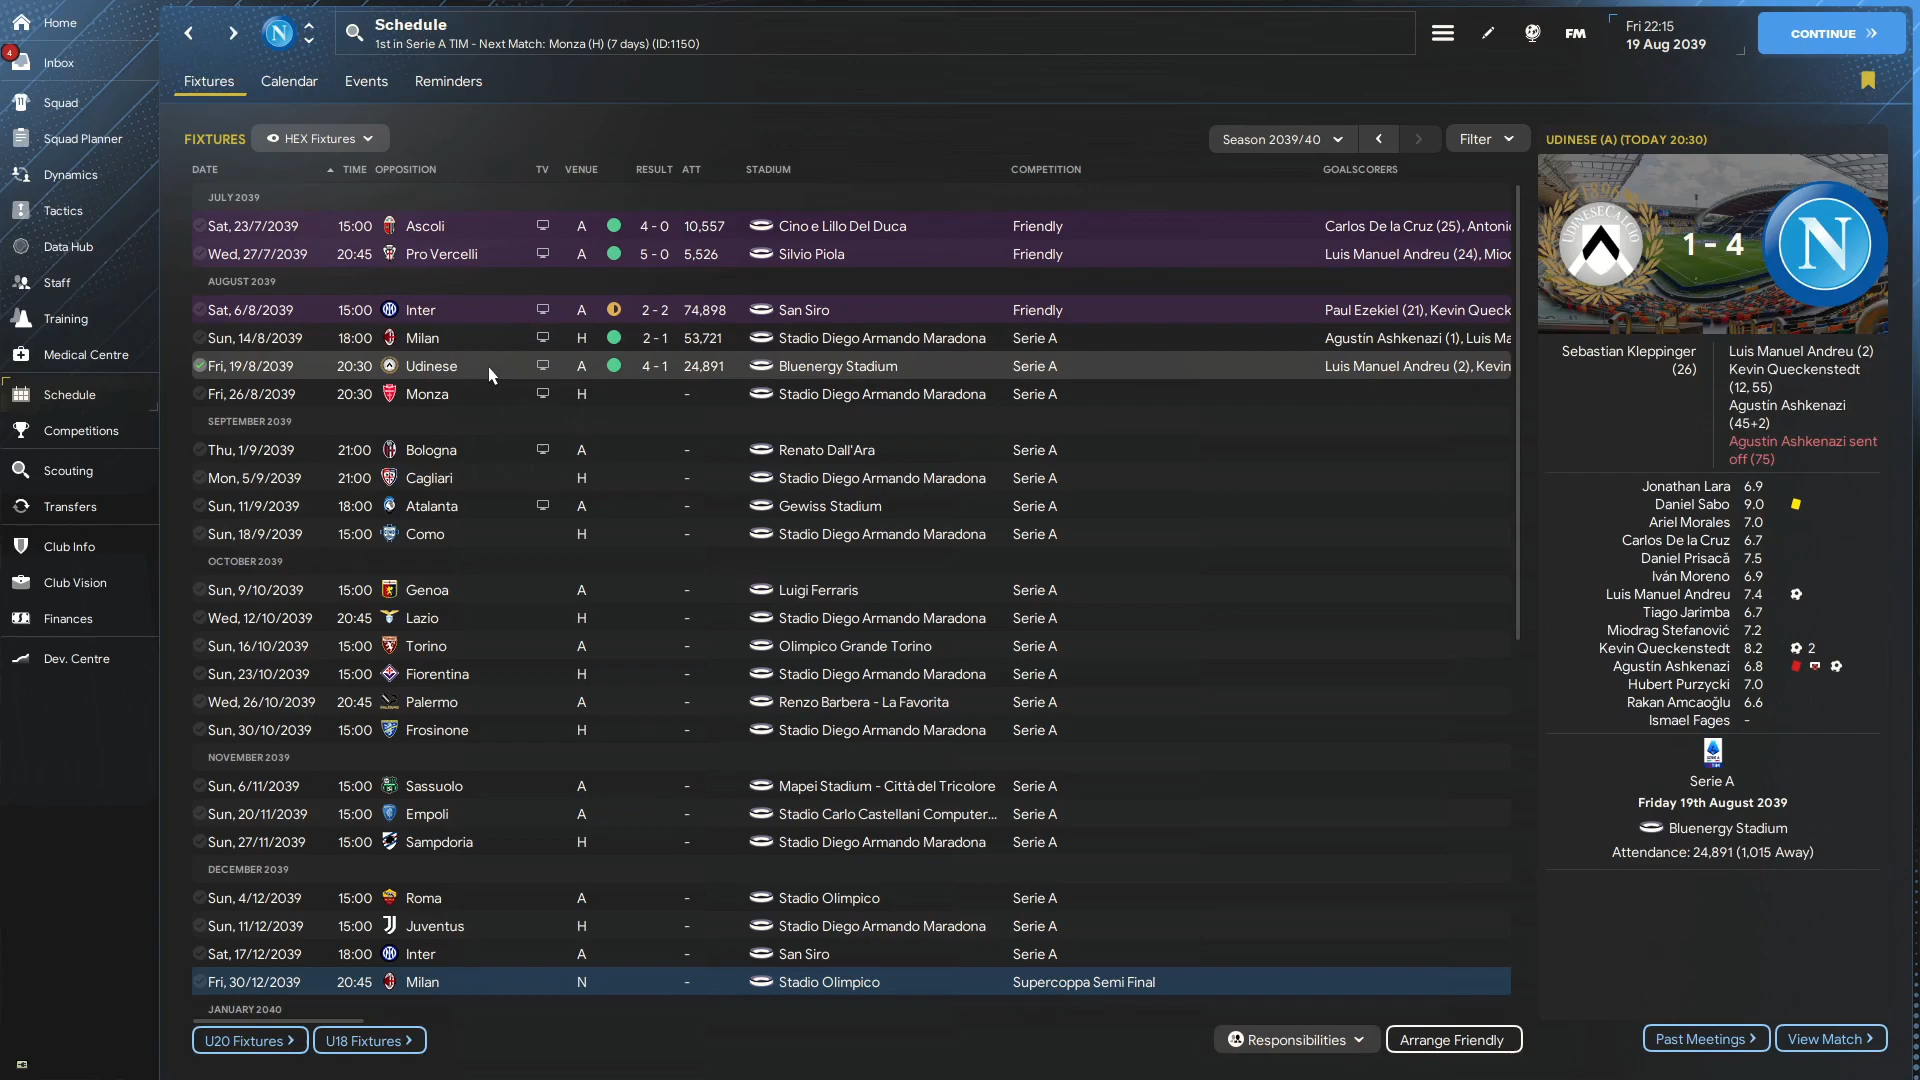 Home
4
Inbox
Squad
Squad Planner
Dynamics
Tactics
Data Hub
Staff
Training
Medical Centre
Schedule
Competitions
Scouting
Transfers
Club Info
Club Vision
Finances
Dev. Centre
Schedule
1st in Serie A TIM - Next Match: Monza (H) (7 days) (ID:1150)
FM
Fri 22:15
19 Aug 2039
CONTINUE
Fixtures Calendar Events Reminders
FIXTURES HEX Fixtures Season 2039/40 Filter
DATE TIME OPPOSITION TV VENUE RESULT ATT STADIUM COMPETITION GOALSCORERS
JULY 2039
Sat, 23/7/2039 15:00 Ascoli A 4 - 0 10,557 Cino e Lillo Del Duca Friendly Carlos De la Cruz (25), Antonio
Wed, 27/7/2039 20:45 Pro Vercelli A 5 - 0 5,526 Silvio Piola Friendly Luis Manuel Andreu (24), Mioc
AUGUST 2039
Sat, 6/8/2039 15:00 Inter A 2 - 2 74,898 San Siro Friendly Paul Ezekiel (21), Kevin Queck
Sun, 14/8/2039 18:00 Milan H 2 - 1 53,721 Stadio Diego Armando Maradona Serie A Agustín Ashkenazi (1), Luis Ma
Fri, 19/8/2039 20:30 Udinese A 4 - 1 24,891 Bluenergy Stadium Serie A Luis Manuel Andreu (2), Kevin
Fri, 26/8/2039 20:30 Monza H - Stadio Diego Armando Maradona Serie A
SEPTEMBER 2039
Thu, 1/9/2039 21:00 Bologna A - Renato Dall'Ara Serie A
Mon, 5/9/2039 21:00 Cagliari H - Stadio Diego Armando Maradona Serie A
Sun, 11/9/2039 18:00 Atalanta A - Gewiss Stadium Serie A
Sun, 18/9/2039 15:00 Como H - Stadio Diego Armando Maradona Serie A
OCTOBER 2039
Sun, 9/10/2039 15:00 Genoa A - Luigi Ferraris Serie A
Wed, 12/10/2039 20:45 Lazio H - Stadio Diego Armando Maradona Serie A
Sun, 16/10/2039 15:00 Torino A - Olimpico Grande Torino Serie A
Sun, 23/10/2039 15:00 Fiorentina H - Stadio Diego Armando Maradona Serie A
Wed, 26/10/2039 20:45 Palermo A - Renzo Barbera - La Favorita Serie A
Sun, 30/10/2039 15:00 Frosinone H - Stadio Diego Armando Maradona Serie A
NOVEMBER 2039
Sun, 6/11/2039 15:00 Sassuolo A - Mapei Stadium - Città del Tricolore Serie A
Sun, 20/11/2039 15:00 Empoli A - Stadio Carlo Castellani Computer... Serie A
Sun, 27/11/2039 15:00 Sampdoria H - Stadio Diego Armando Maradona Serie A
DECEMBER 2039
Sun, 4/12/2039 15:00 Roma A - Stadio Olimpico Serie A
Sun, 11/12/2039 15:00 Juventus H - Stadio Diego Armando Maradona Serie A
Sat, 17/12/2039 18:00 Inter A - San Siro Serie A
Fri, 30/12/2039 20:45 Milan N - Stadio Olimpico Supercoppa Semi Final
JANUARY 2040
U20 Fixtures U18 Fixtures Responsibilities Arrange Friendly
UDINESE (A) (TODAY 20:30)
1896
UDINESE CALCIO
1 - 4
N
Sebastian Kleppinger
(26)
Luis Manuel Andreu (2)
Kevin Queckenstedt
(12, 55)
Agustín Ashkenazi
(45+2)
Agustín Ashkenazi sent
off (75)
Jonathan Lara 6.9
Daniel Sabo 9.0
Ariel Morales 7.0
Carlos De la Cruz 6.7
Daniel Prisacă 7.5
Iván Moreno 6.9
Luis Manuel Andreu 7.4
Tiago Jarimba 6.7
Miodrag Stefanović 7.2
Kevin Queckenstedt 8.2 2
Agustín Ashkenazi 6.8
Hubert Purzycki 7.0
Rakan Amcaoğlu 6.6
Ismael Fages -
Serie A
Friday 19th August 2039
Bluenergy Stadium
Attendance: 24,891 (1,015 Away)
Past Meetings View Match